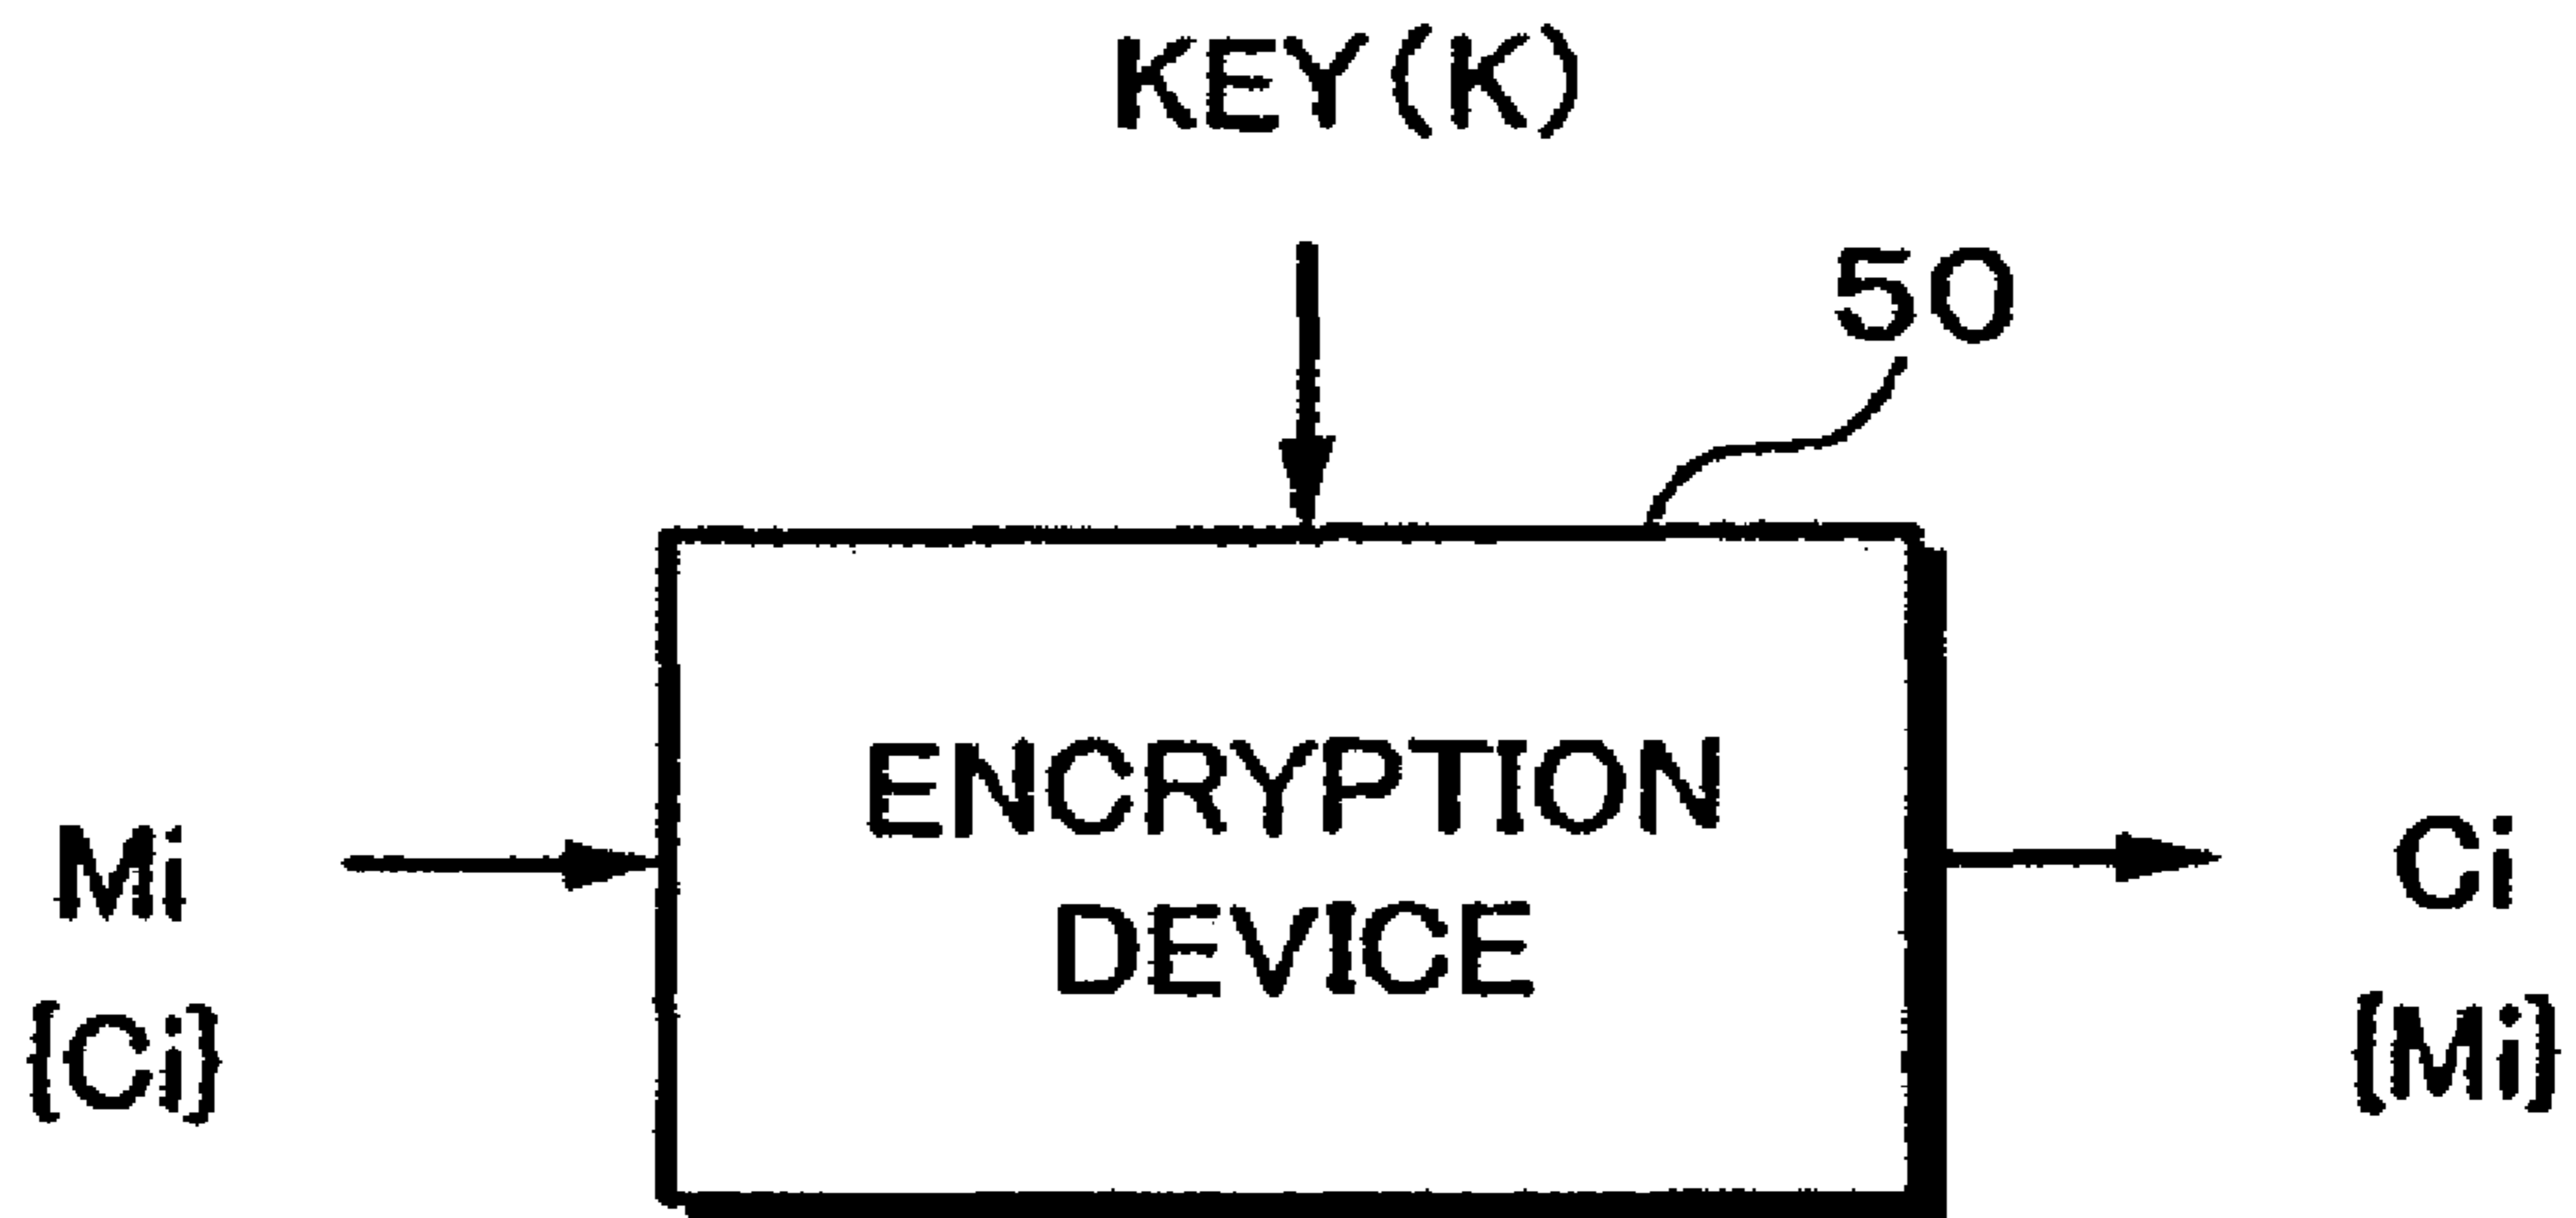 KEY(K)
50
ENCRYPTION
DEVICE
Mi
{Ci}
Ci
{Mi}